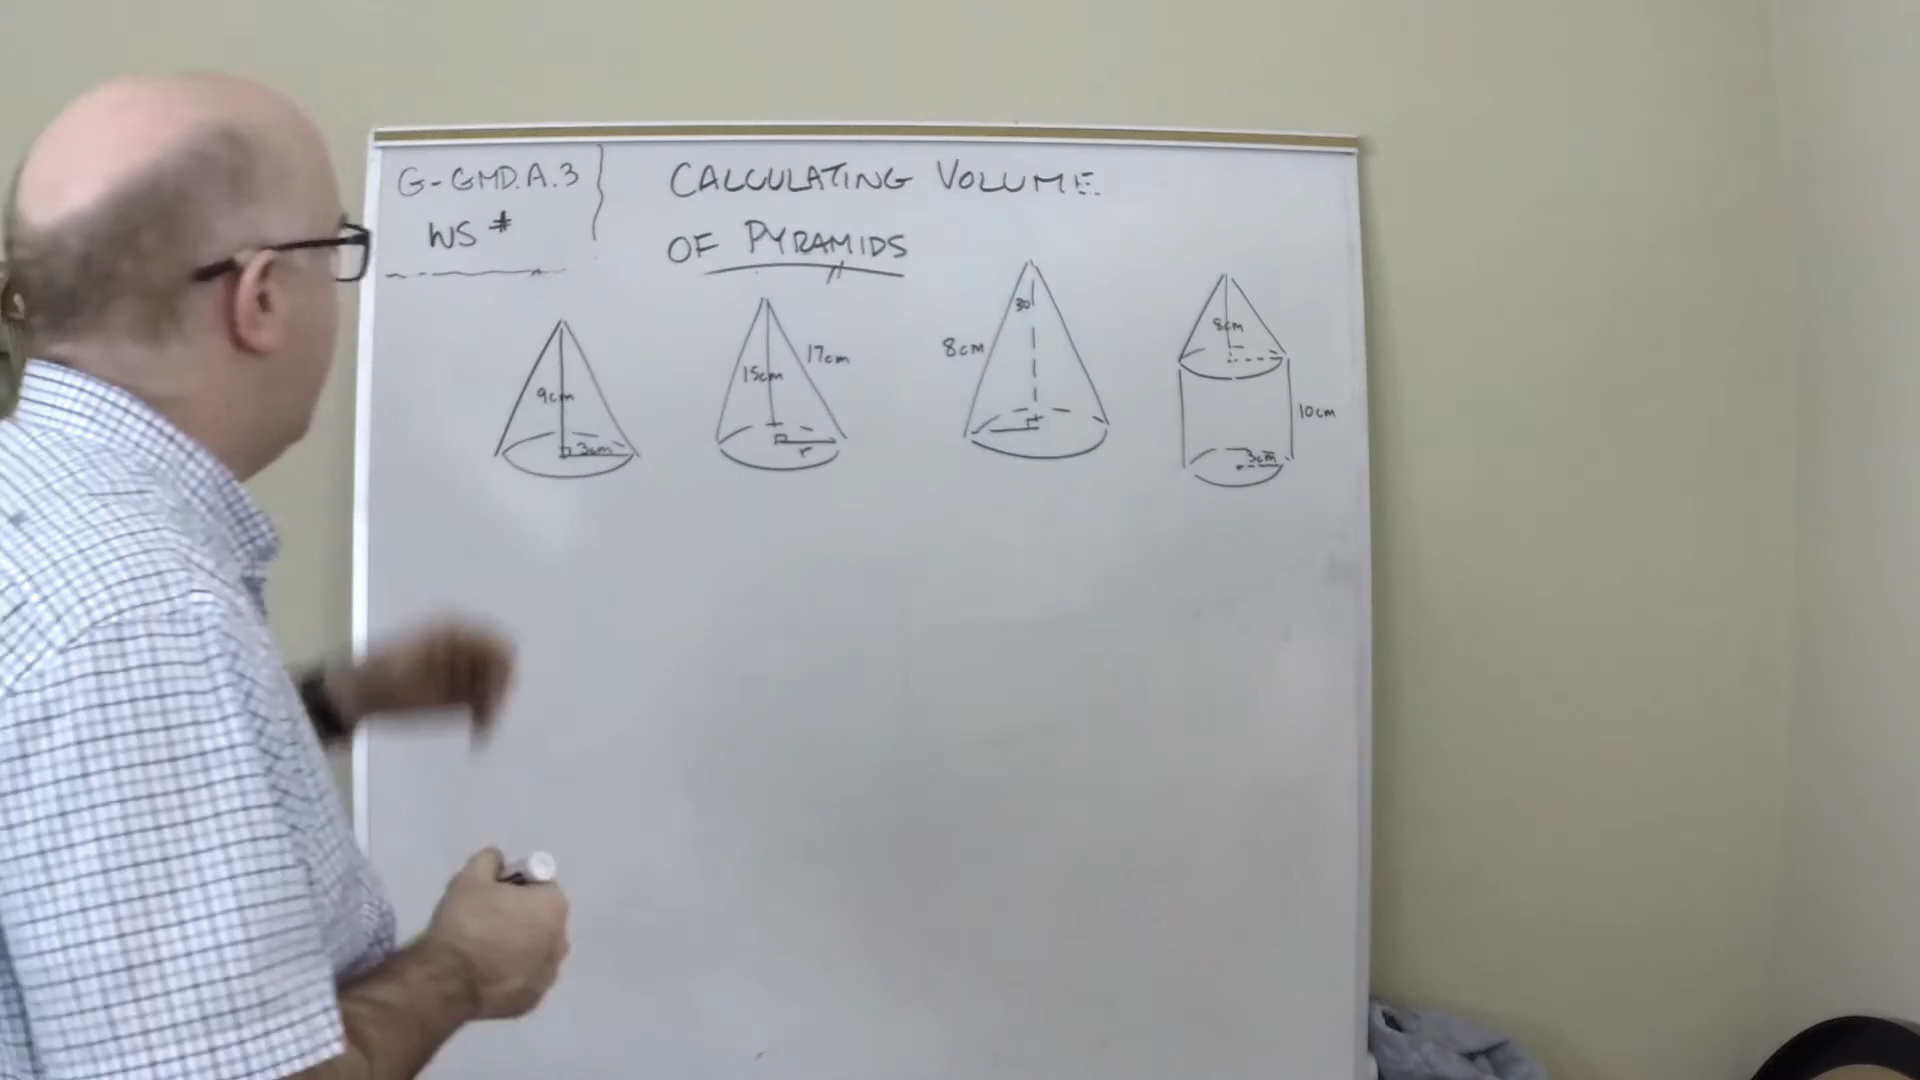 G-GMD.A.3
WS #
CALCULATING VOLUME
OF PYRAMIDS
9cm
3cm
15cm
17cm
r
30
8cm
8cm
10cm
3cm